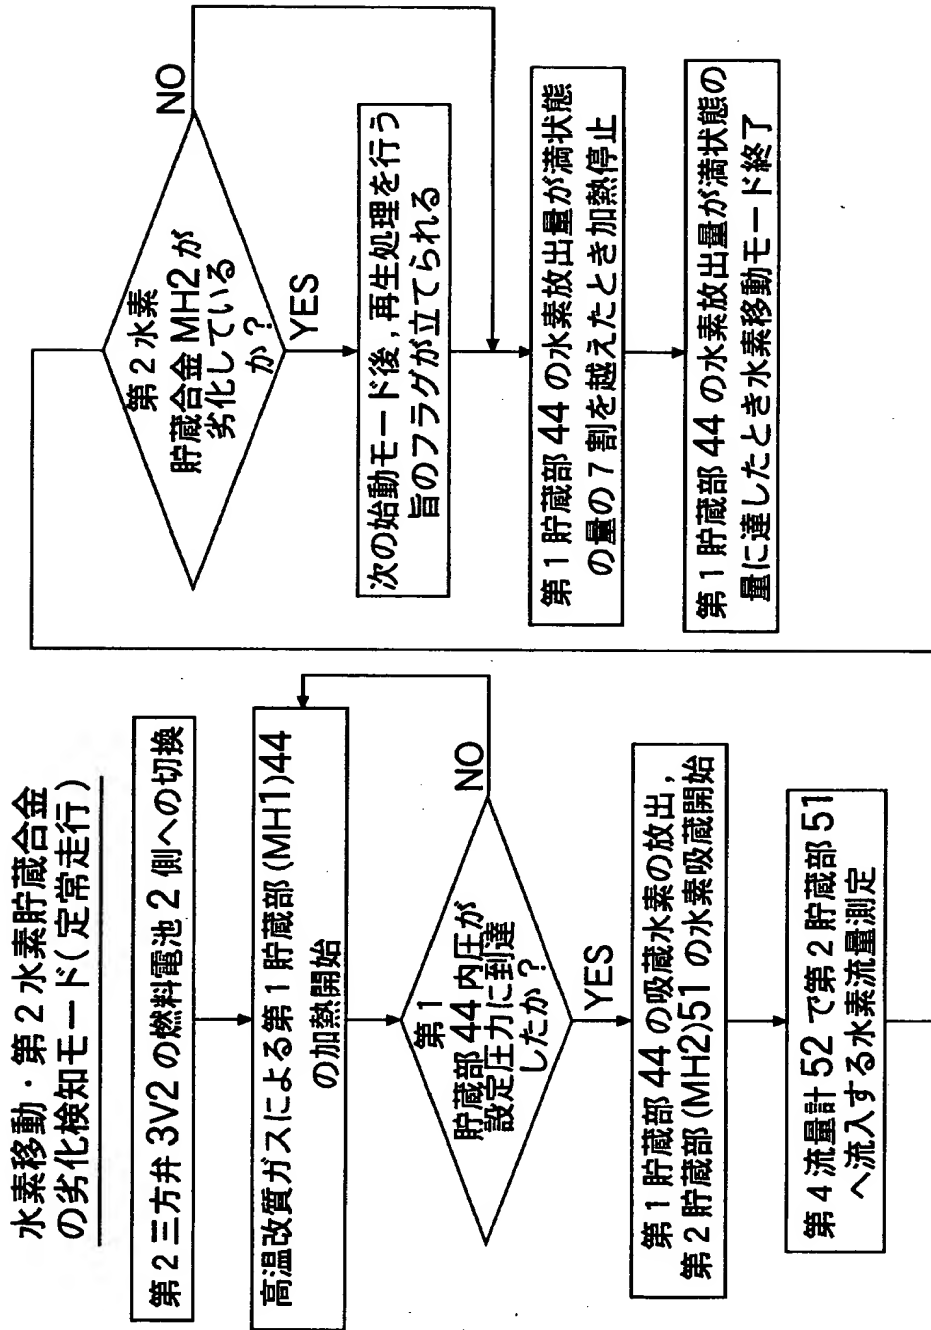 水素移動・第2水素貯蔵合金
の劣化検知モード(定常走行)
第2三方弁3V2の燃料電池2側への切換
高温改質ガスによる第1貯蔵部(MH1)44
の加熱開始
第1
貯蔵部44内圧が
設定圧力に到達
したか?
NO
YES
第1貯蔵部44の吸蔵水素の放出,
第2貯蔵部(MH2)51の水素吸蔵開始
第4流量計52で第2貯蔵部51
へ流入する水素流量測定
第2水素
貯蔵合金MH2が
劣化している
か?
NO
YES
次の始動モード後,再生処理を行う
旨のフラグが立てられる
第1貯蔵部44の水素放出量が満状態
の量の7割を越えたとき加熱停止
第1貯蔵部44の水素放出量が満状態の
量に達したとき水素移動モード終了